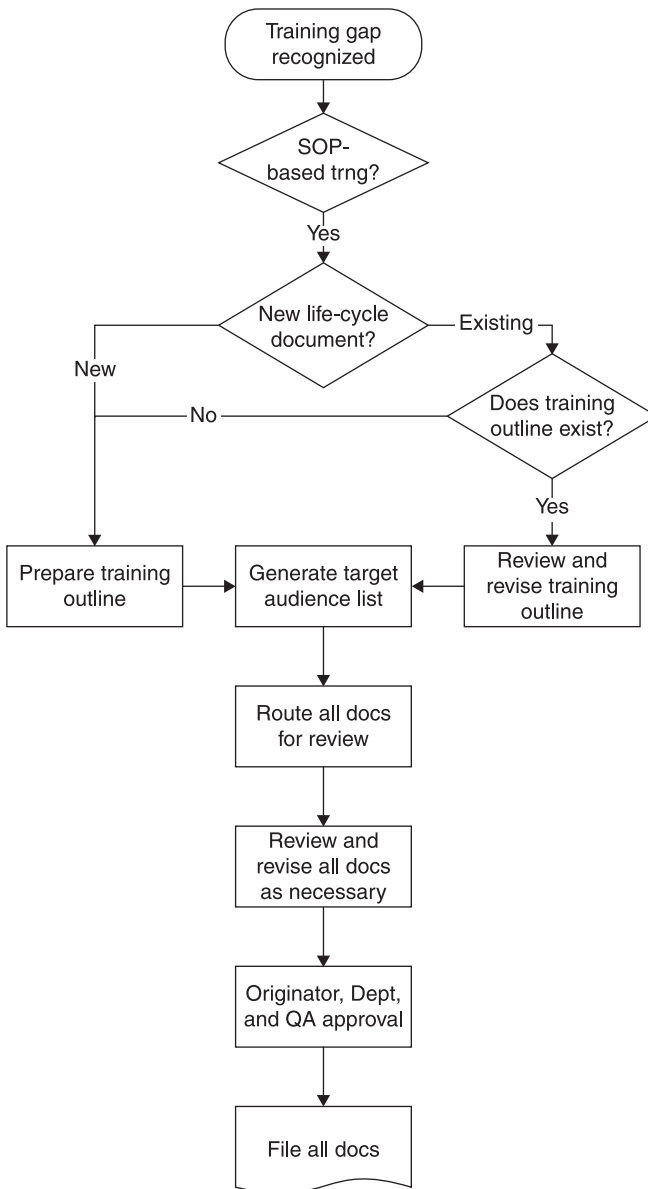 Training gap
recognized
SOP-
based trng?
Yes
New life-cycle
document?
Existing
New
Does training
outline exist?
No
Yes
Prepare training
outline
Generate target
audience list
Review and
revise training
outline
Route all docs
for review
Review and
revise all docs
as necessary
Originator, Dept,
and QA approval
File all docs